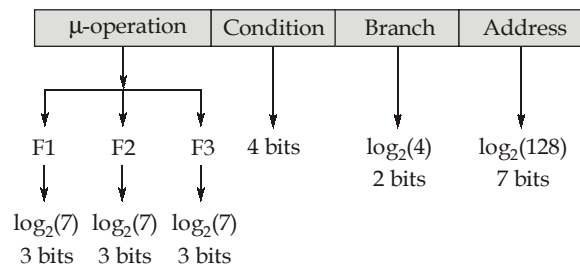 μ-operation Condition Branch Address
F1 F2 F3 4 bits log₂(4) log₂(128)
2 bits 7 bits
log₂(7) log₂(7) log₂(7)
3 bits 3 bits 3 bits